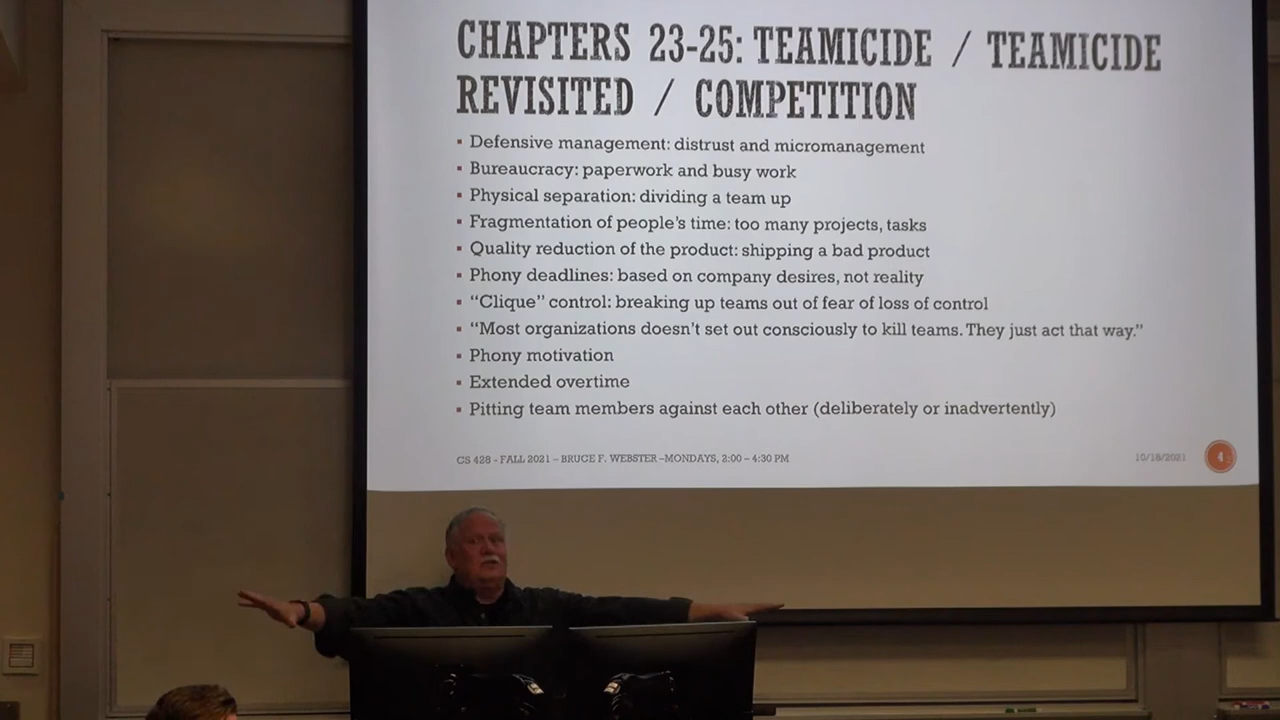 CHAPTERS 23-25: TEAMICIDE / TEAMICIDE
REVISITED / COMPETITION
▪ Defensive management: distrust and micromanagement
▪ Bureaucracy: paperwork and busy work
▪ Physical separation: dividing a team up
▪ Fragmentation of people's time: too many projects, tasks
▪ Quality reduction of the product: shipping a bad product
▪ Phony deadlines: based on company desires, not reality
▪ "Clique" control: breaking up teams out of fear of loss of control
▪ "Most organizations doesn't set out consciously to kill teams. They just act that way."
▪ Phony motivation
▪ Extended overtime
▪ Pitting team members against each other (deliberately or inadvertently)
CS 428 - FALL 2021 – BRUCE F. WEBSTER –MONDAYS, 2:00 – 4:30 PM
10/18/2021
4